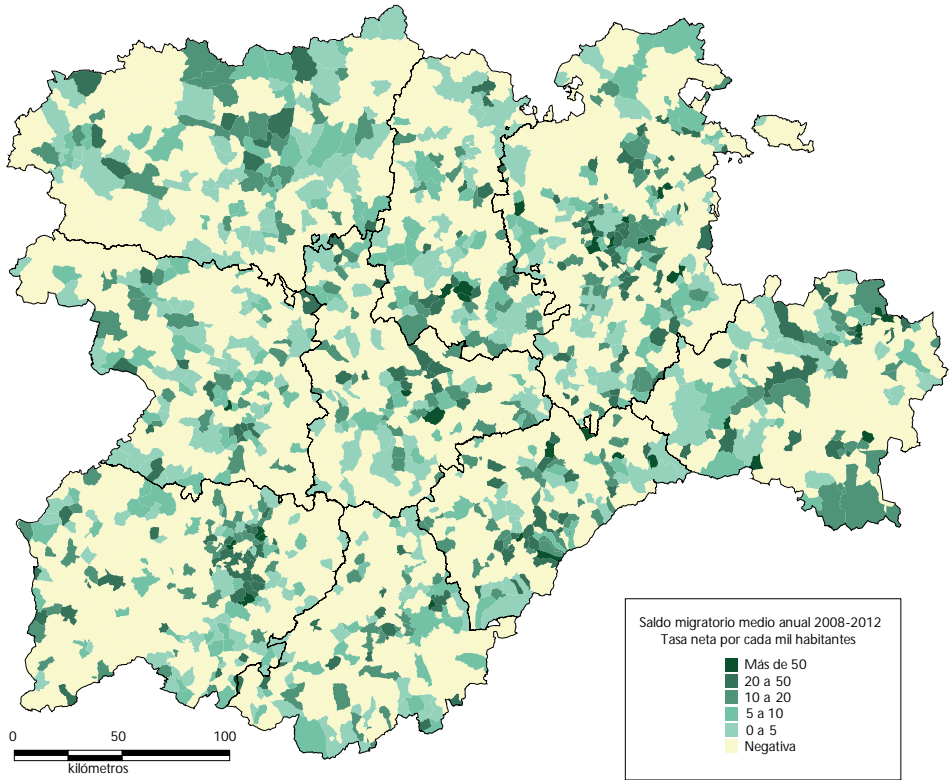 Saldo migratorio medio anual 2008-2012
Tasa neta por cada mil habitantes
Más de 50
20 a 50
10 a 20
5 a 10
0 a 5
Negativa
0 50 100
kilómetros